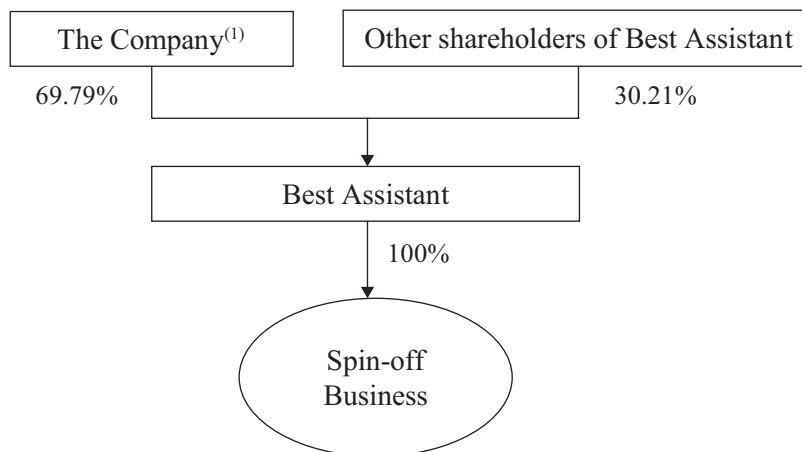 The Company(1)
Other shareholders of Best Assistant
69.79%
30.21%
Best Assistant
100%
Spin-off
Business